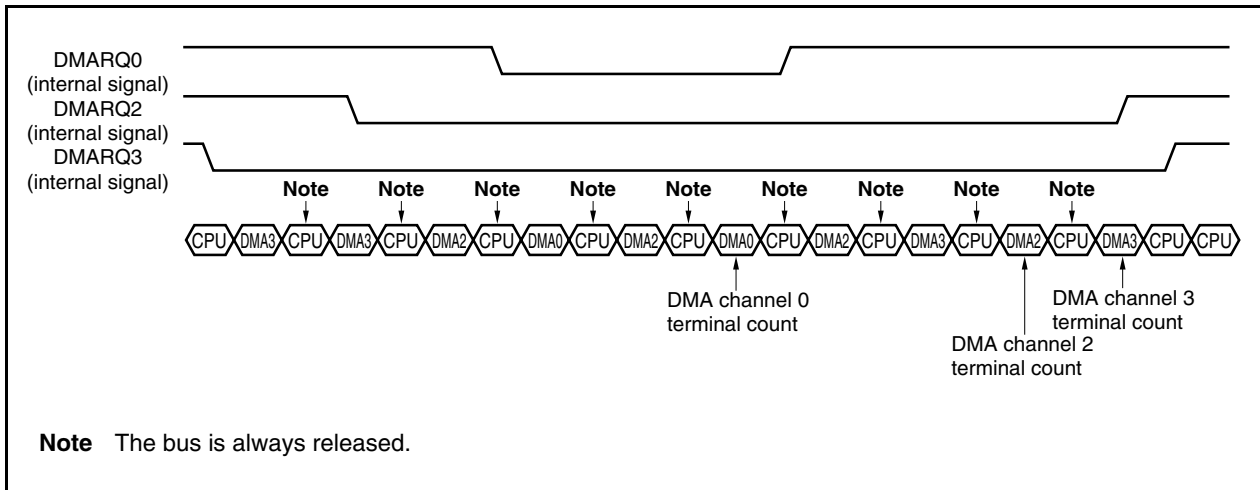 DMARQ0
(internal signal)
DMARQ2
(internal signal)
DMARQ3
(internal signal)
Note Note Note Note Note Note Note Note Note
CPU DMA3 CPU DMA3 CPU DMA2 CPU DMA0 CPU DMA2 CPU DMA0 CPU DMA2 CPU DMA3 CPU DMA2 CPU DMA3 CPU CPU
DMA channel 0
terminal count
DMA channel 2
terminal count
DMA channel 3
terminal count
Note The bus is always released.